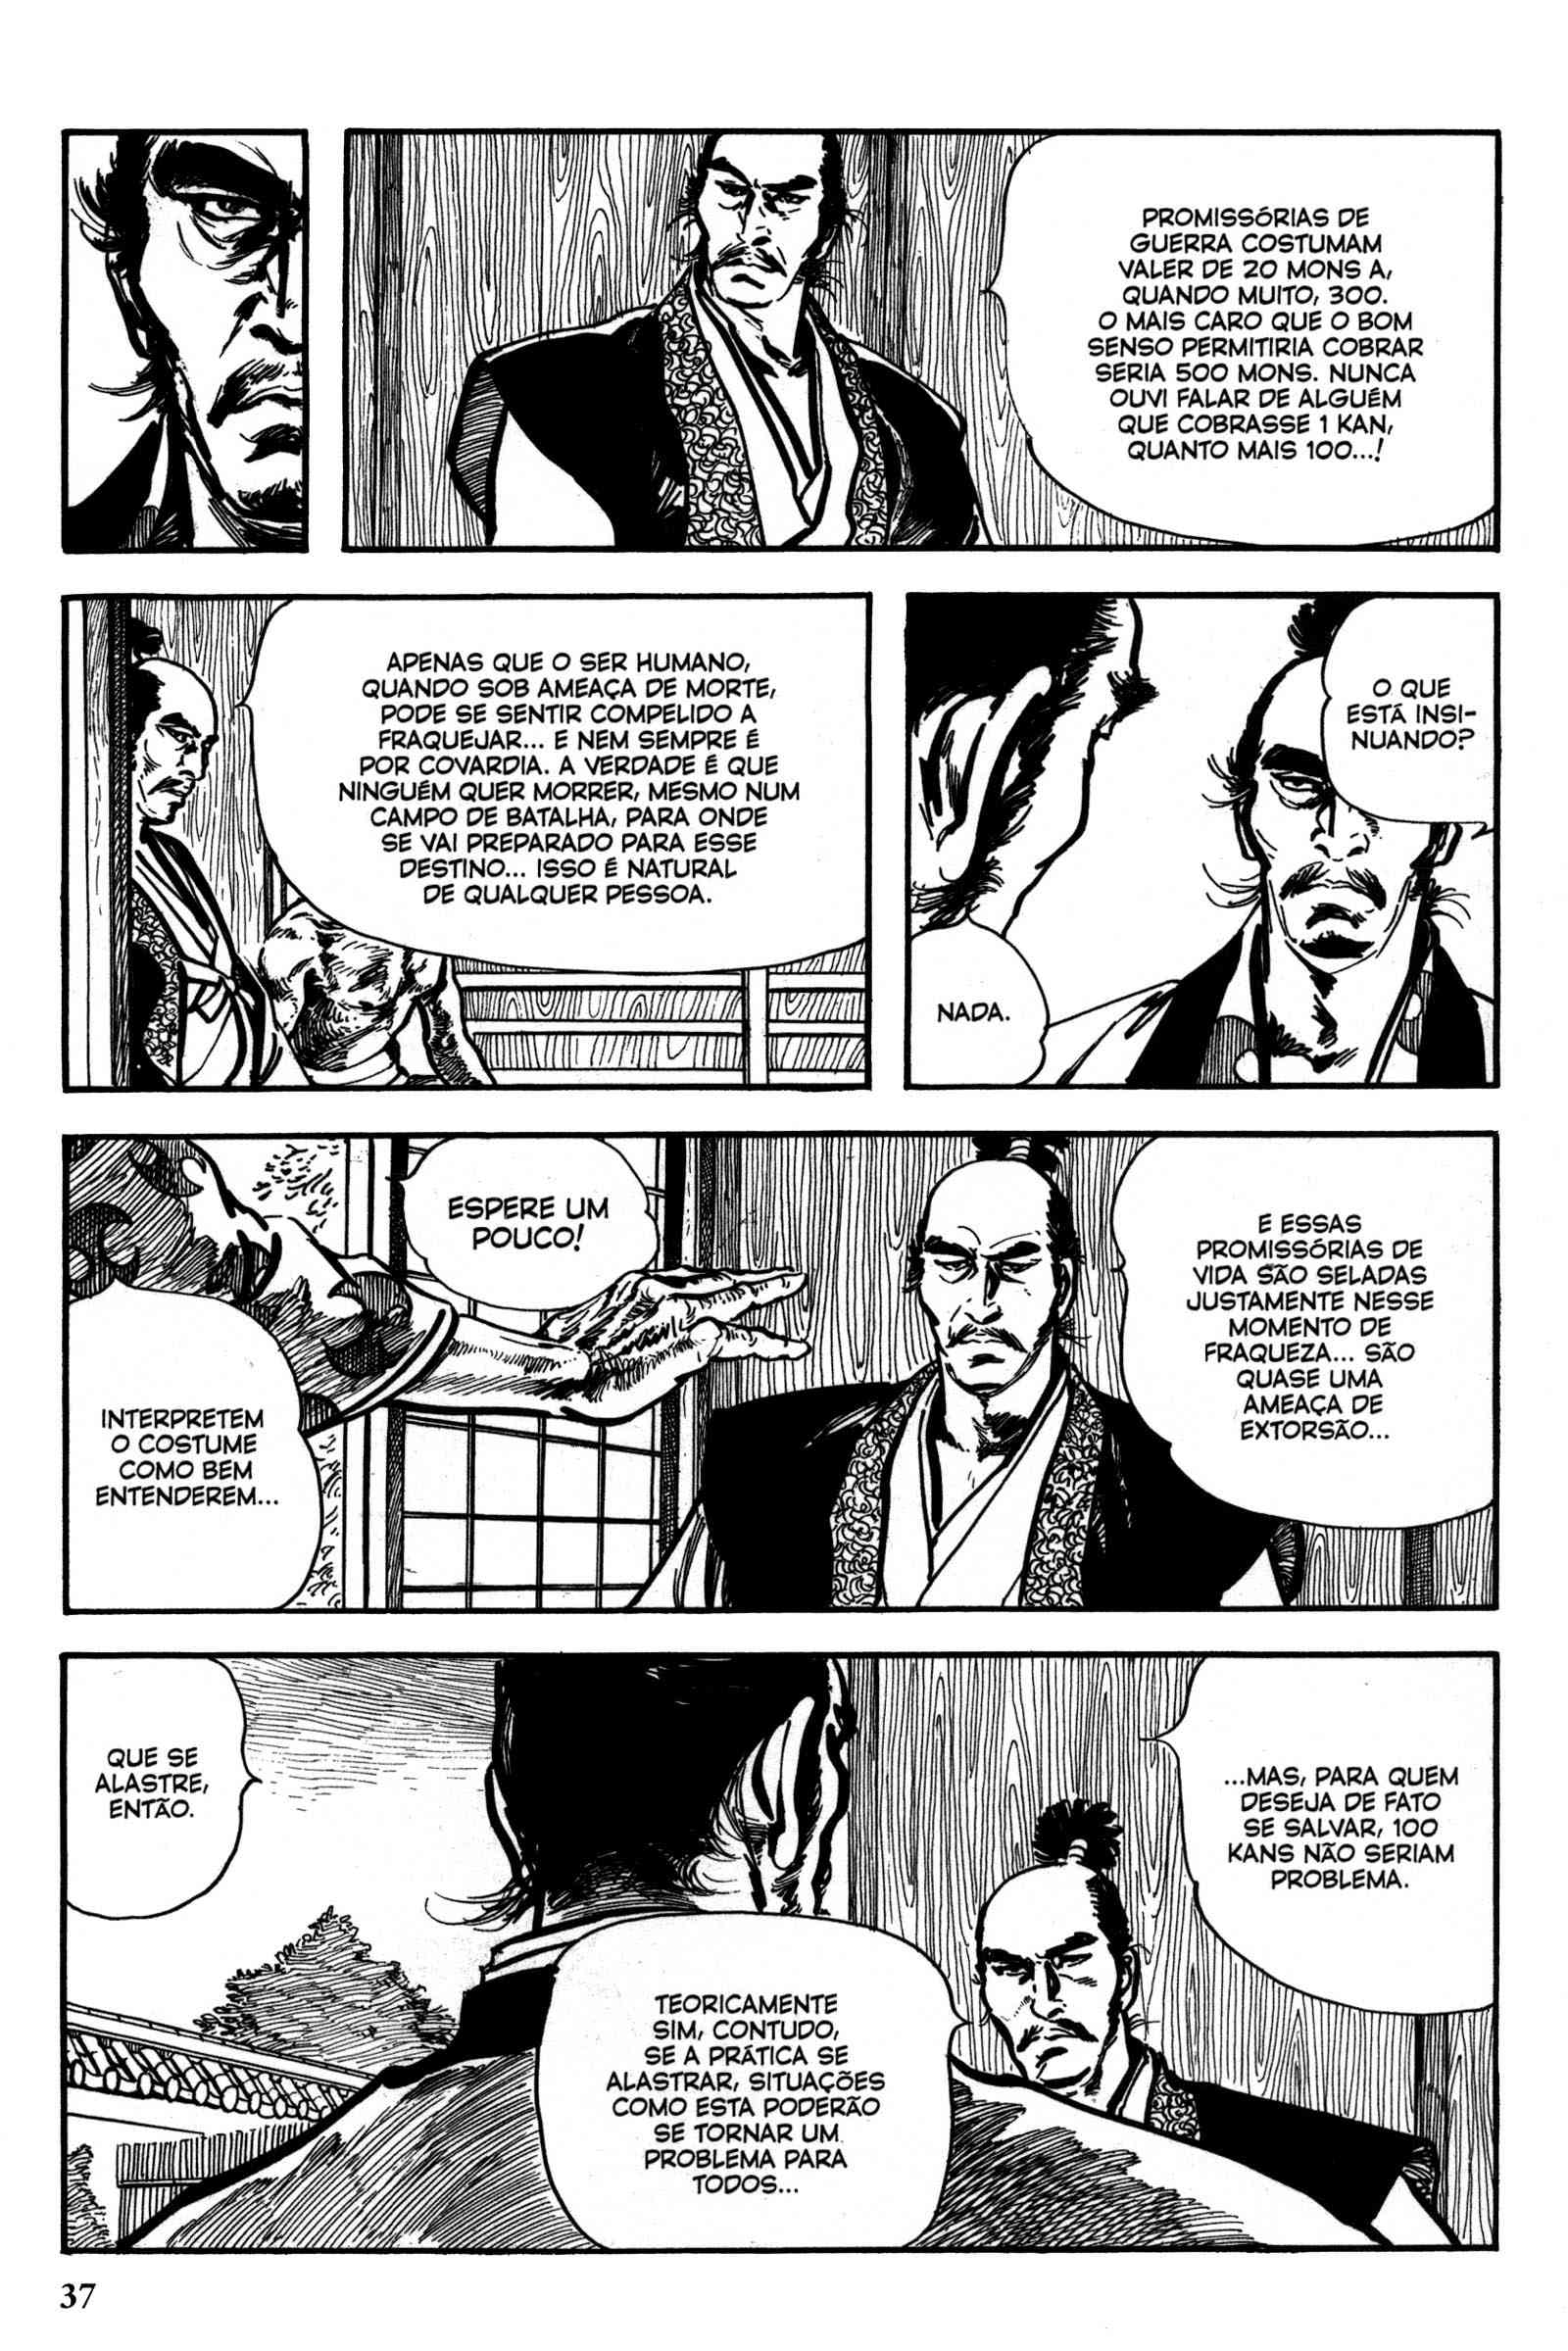 PROMISSÓRIAS DE
GUERRA COSTUMAM
VALER DE 20 MONS A,
QUANDO MUITO, 300.
O MAIS CARO QUE O BOM
SENSO PERMITIRIA COBRAR
SERIA 500 MONS. NUNCA
OUVI FALAR DE ALGUÉM
QUE COBRASSE 1 KAN,
QUANTO MAIS 100...!
O QUE
ESTÁ INSI-
NUANDO?
NADA.
APENAS QUE O SER HUMANO,
QUANDO SOB AMEAÇA DE MORTE,
PODE SE SENTIR COMPELIDO A
FRAQUEJAR... E NEM SEMPRE É
POR COVARDIA. A VERDADE É QUE
NINGUÉM QUER MORRER, MESMO NUM
CAMPO DE BATALHA, PARA ONDE
SE VAI PREPARADO PARA ESSE
DESTINO... ISSO É NATURAL
DE QUALQUER PESSOA.
E ESSAS
PROMISSÓRIAS DE
VIDA SÃO SELADAS
JUSTAMENTE NESSE
MOMENTO DE
FRAQUEZA... SÃO
QUASE UMA
AMEAÇA DE
EXTORSÃO...
ESPERE UM
POUCO!
INTERPRETEM
O COSTUME
COMO BEM
ENTENDEREM...
...MAS, PARA QUEM
DESEJA DE FATO
SE SALVAR, 100
KANS NÃO SERIAM
PROBLEMA.
TEORICAMENTE
SIM, CONTUDO,
SE A PRÁTICA SE
ALASTRAR, SITUAÇÕES
COMO ESTA PODERÃO
SE TORNAR UM
PROBLEMA PARA
TODOS...
QUE SE
ALASTRE,
ENTÃO.
37